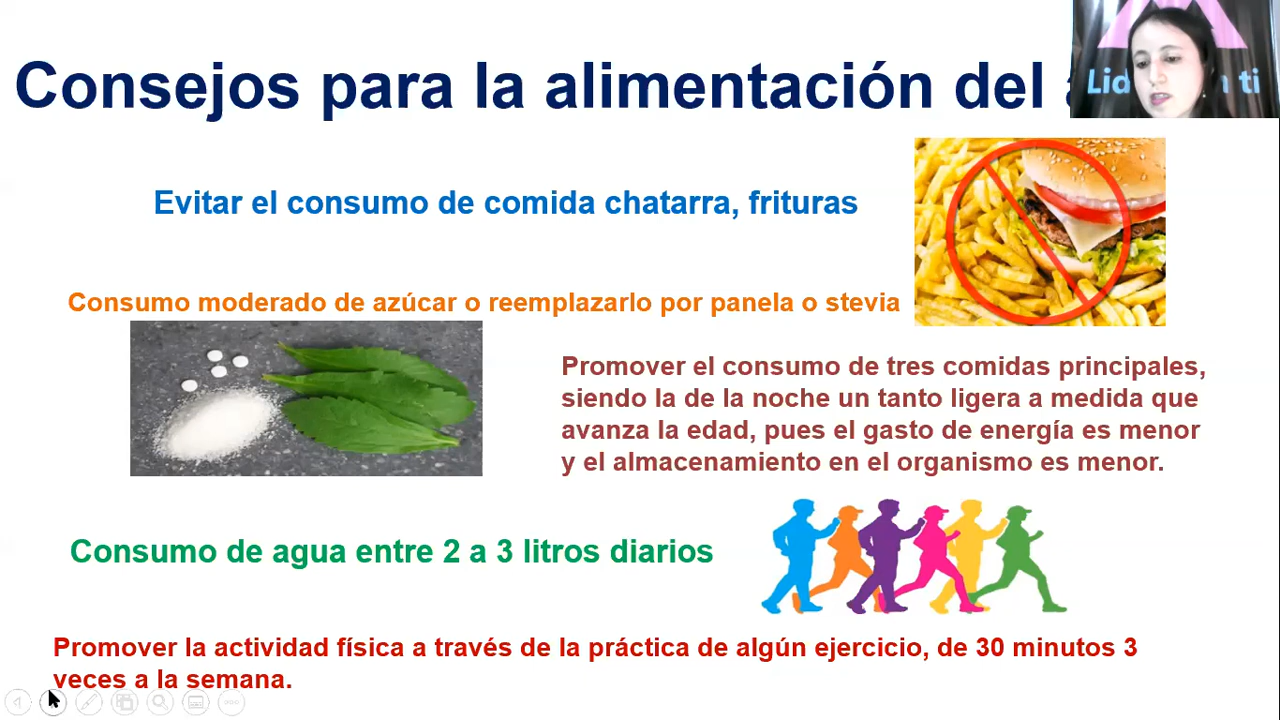 Consejos para la alimentación del
Lid n ti
Evitar el consumo de comida chatarra, frituras
Consumo moderado de azúcar o reemplazarlo por panela o stevia
Promover el consumo de tres comidas principales,
siendo la de la noche un tanto ligera a medida que
avanza la edad, pues el gasto de energía es menor
y el almacenamiento en el organismo es menor.
Consumo de agua entre 2 a 3 litros diarios
Promover la actividad física a través de la práctica de algún ejercicio, de 30 minutos 3
veces a la semana.